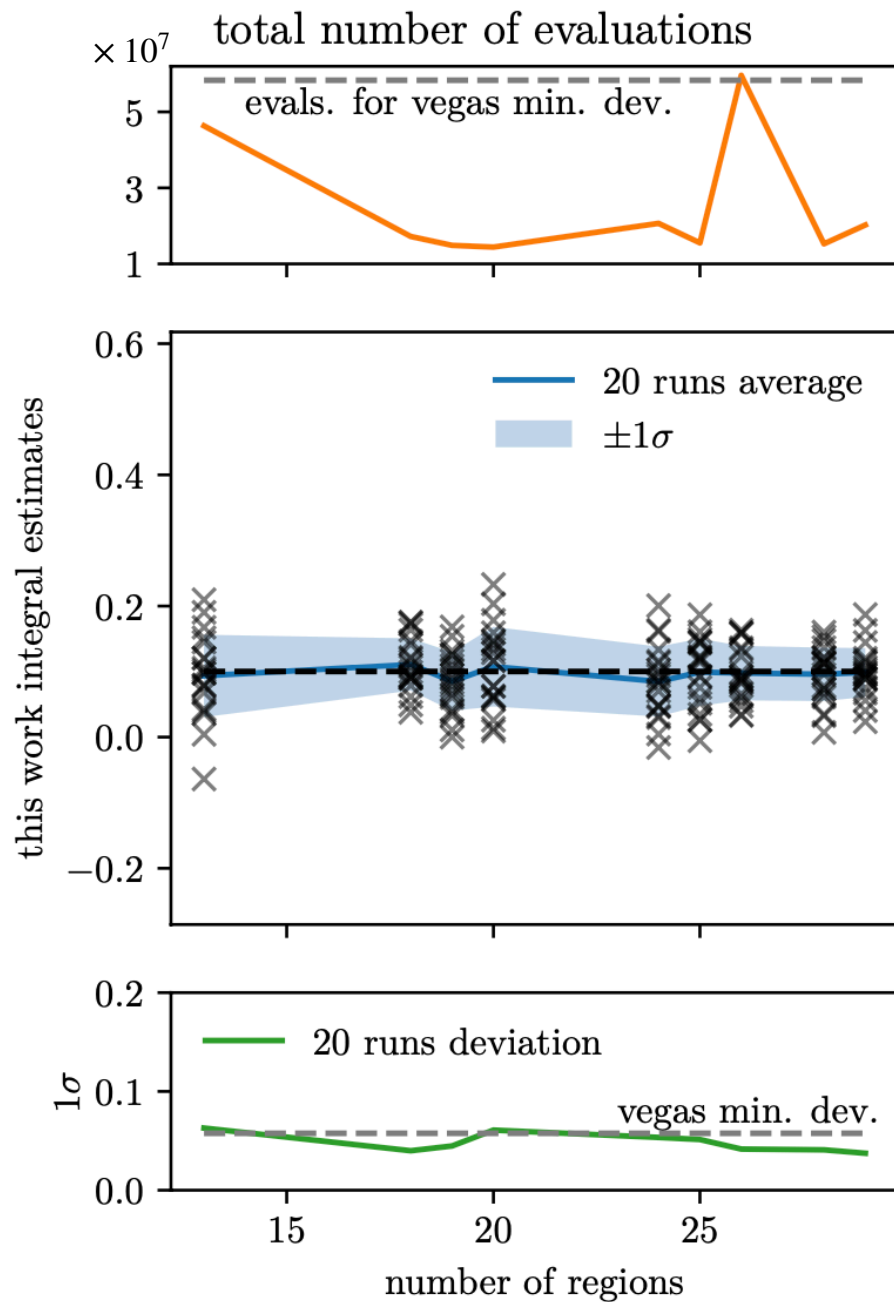 total number of evaluations
× 10⁷
5
evals. for vegas min. dev.
3
1
0.6
20 runs average
±1σ
0.4
this work integral estimates
0.2
0.0
−0.2
0.2
20 runs deviation
1σ
0.1
vegas min. dev.
0.0
15 20 25
number of regions